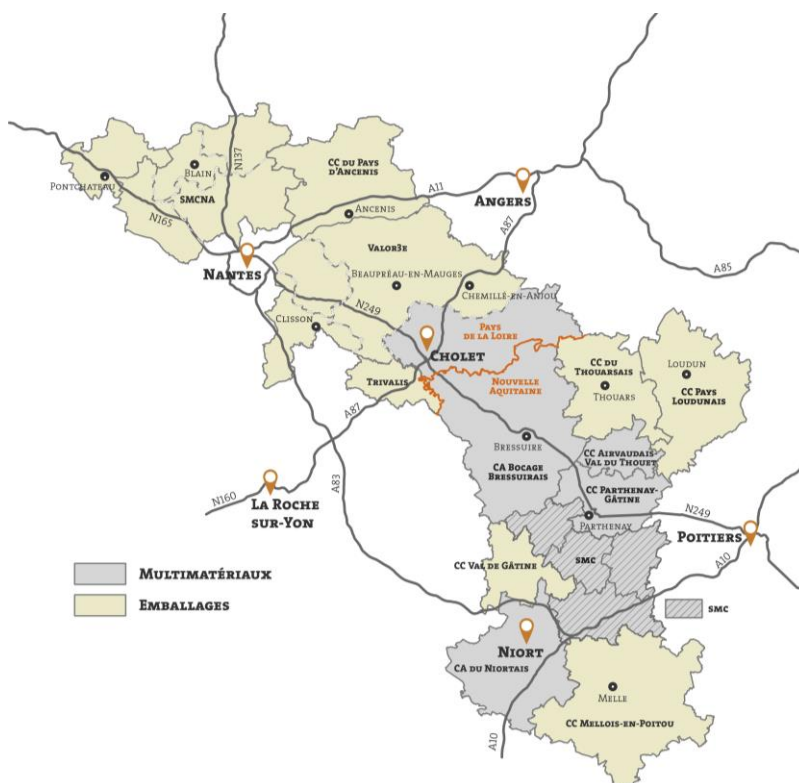 N137
CC du Pays
d'Ancenis
Blain
Pontchateau
SMCNA
N165
Ancenis
A11
Angers
A87
Valor3e
Nantes
Beaupréau-en-Mauges
Chemillé-en-Anjou
A85
N249
Clisson
Pays
de la Loire
Cholet
Trivalis
Nouvelle
Aquitaine
CC du
Thouarsais
Thouars
Loudun
CC Pays
Loudunais
A87
Bressuire
CA Bocage
Bressuirais
CC Airvaudais
Val du Thouet
CC Parthenay-
Gâtine
A83
N160
La Roche
sur-Yon
Parthenay
N249
Poitiers
A10
CC Val de Gâtine
SMC
Multimatériaux
Emballages
SMC
Niort
CA du Niortais
Melle
CC Mellois-en-Poitou
A10